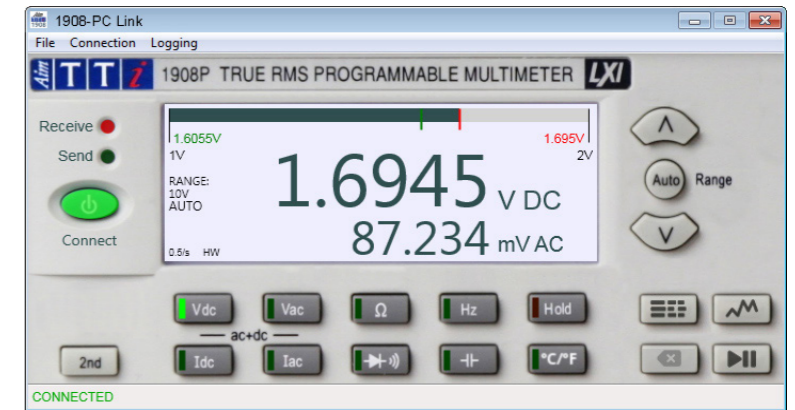 1908-PC Link
File Connection Logging
Aim TTi 1908P TRUE RMS PROGRAMMABLE MULTIMETER LXI
Receive
Send
Connect
1.6055V 1.695V
1V 2V
RANGE:
10V
AUTO
1.6945 V DC
87.234 mV AC
0.5/s HW
Auto Range
Vdc Vac Ω Hz Hold
ac+dc
2nd Idc Iac °C/°F
CONNECTED